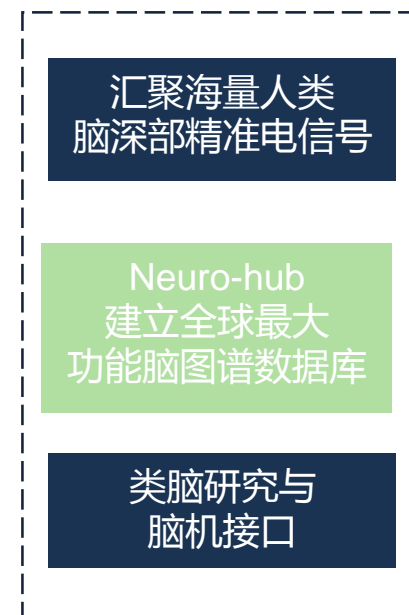 汇聚海量人类
脑深部精准电信号
Neuro-hub
建立全球最大
功能脑图谱数据库
类脑研究与
脑机接口